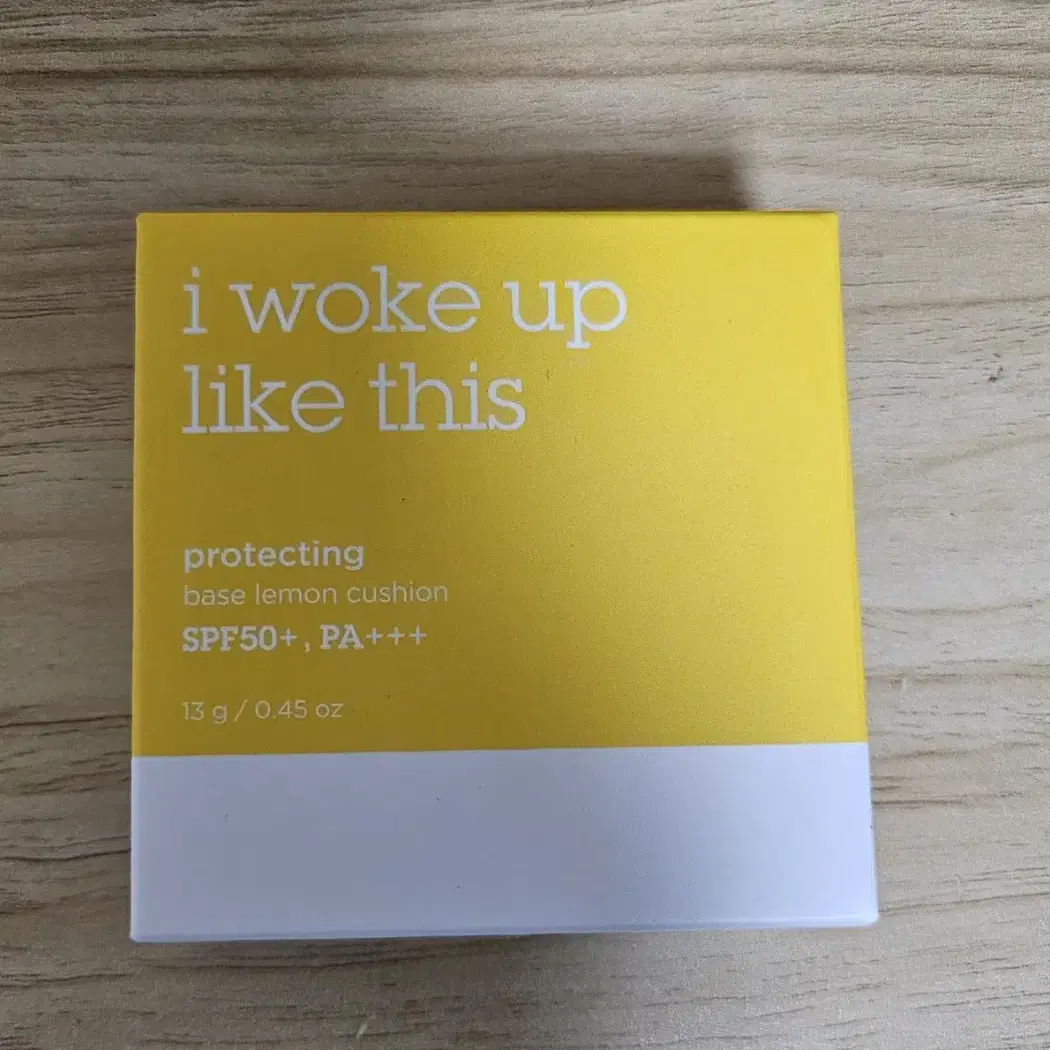 i woke up
like this
protecting
base lemon cushion
SPF50+, PA+++
13 g / 0.45 oz